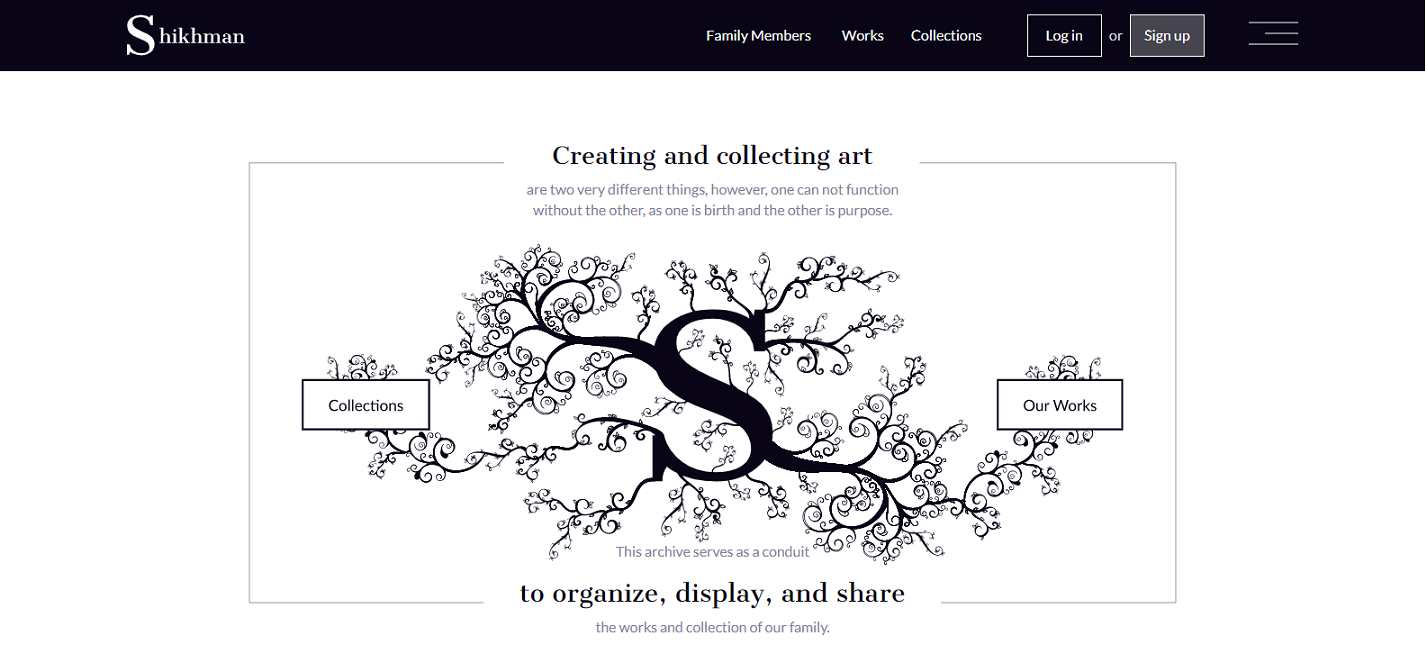 Shikhman
Family Members
Works
Collections
Log in
or
Sign up
Creating and collecting art
are two very different things, however, one can not function
without the other, as one is birth and the other is purpose.
S
Collections
Our Works
This archive serves as a conduit
to organize, display, and share
the works and collection of our family.